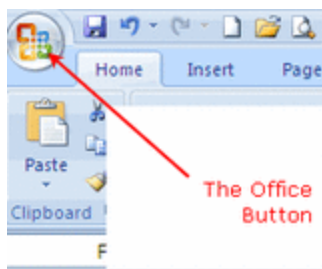 Home Insert Page
Paste
The Office
Button
Clipboard
F